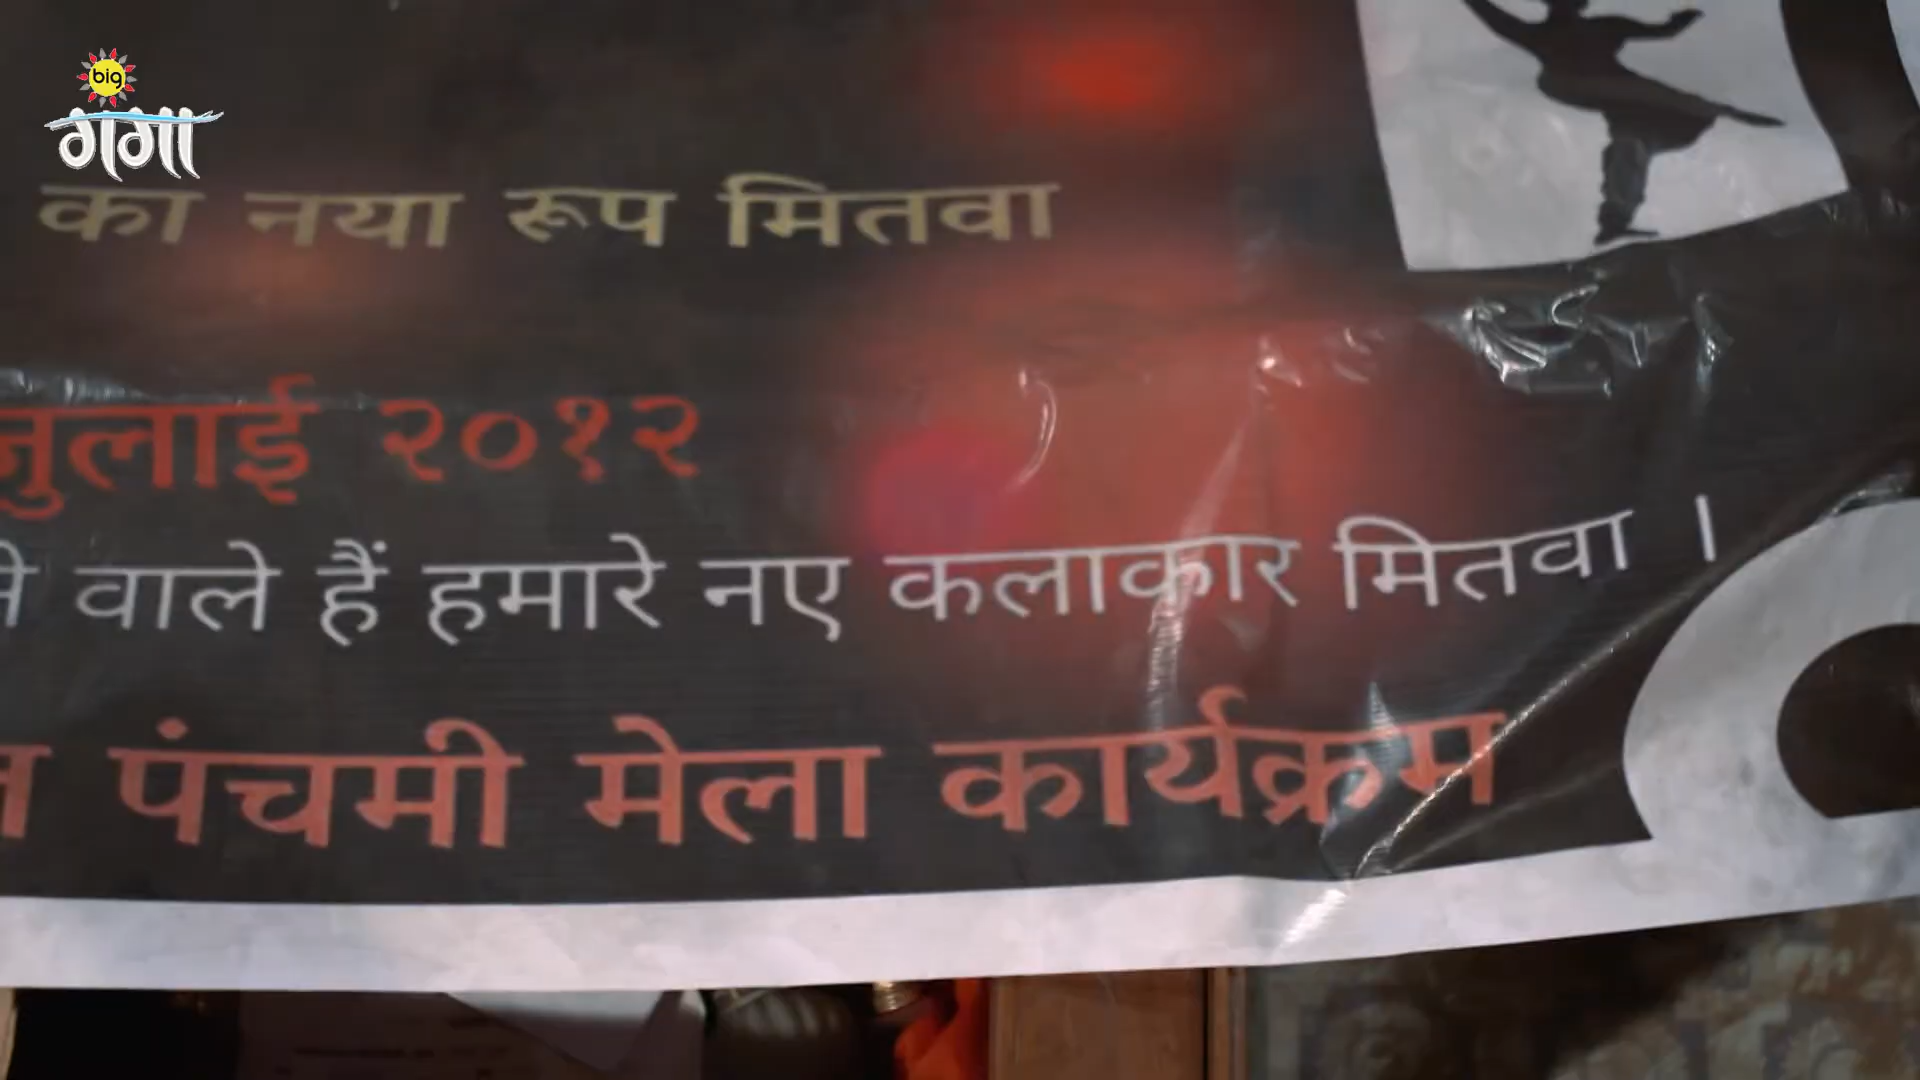 big
गंगा
का नया रूप मितवा
जुलाई २०१२
वाले हैं हमारे नए कलाकार मितवा ।
पंचमी मेला कार्यक्रम